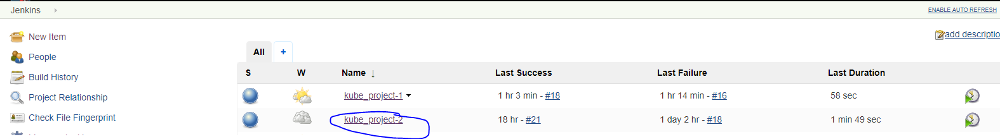 Jenkins
ENABLE AUTO REFRESH
New Item
People
Build History
Project Relationship
Check File Fingerprint
add descriptio
All +
S W Name ↓ Last Success Last Failure Last Duration
kube_project-1 1 hr 3 min - #18 1 hr 14 min - #16 58 sec
kube_project-2 18 hr - #21 1 day 2 hr - #18 1 min 49 sec